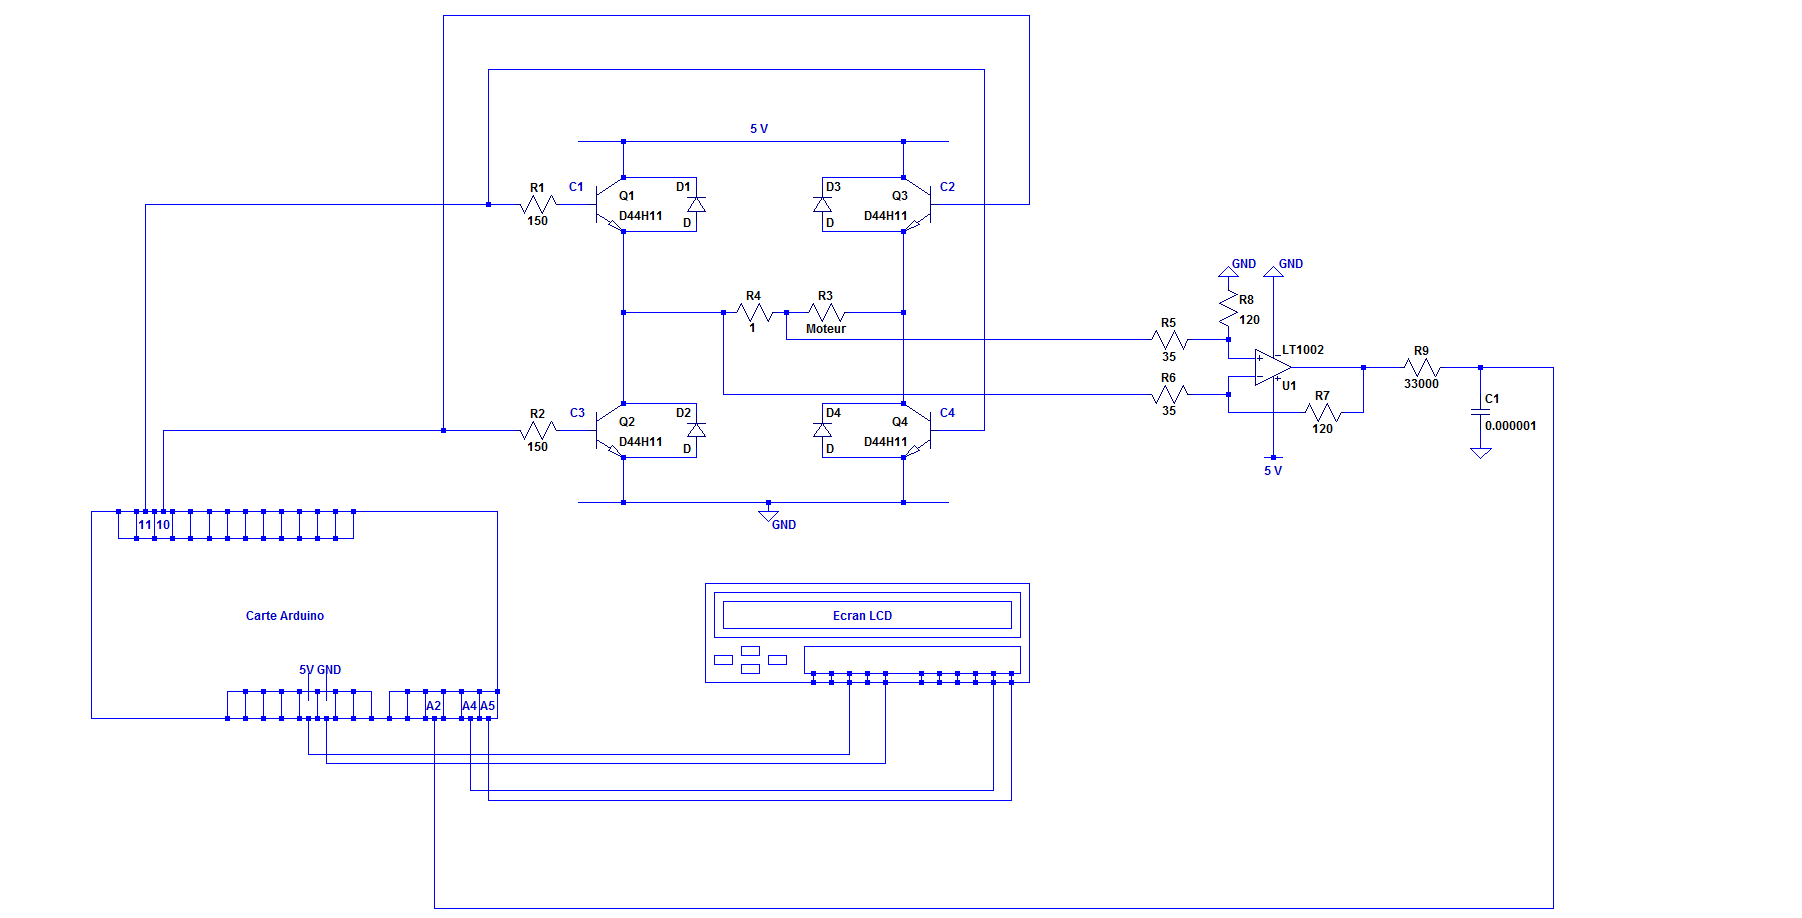 5 V
R1
150
C1
Q1
D44H11
D1
D
D3
D
Q3
D44H11
C2
R4
1
R3
Moteur
R2
150
C3
Q2
D44H11
D2
D
D4
D
Q4
D44H11
C4
GND
R5
35
R6
35
GND
GND
R8
120
LT1002
U1
R7
120
5 V
R9
33000
C1
0.000001
11 10
Carte Arduino
5V GND
A2
A4 A5
Ecran LCD